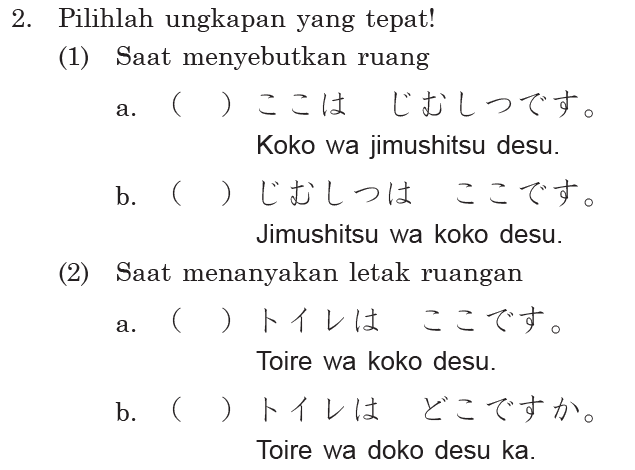 2. Pilihlah ungkapan yang tepat!
(1) Saat menyebutkan ruang
a. ( ) ここは じむしつです。
Koko wa jimushitsu desu.
b. ( ) じむしつは ここです。
Jimushitsu wa koko desu.
(2) Saat menanyakan letak ruangan
a. ( ) トイレは ここです。
Toire wa koko desu.
b. ( ) トイレは どこですか。
Toire wa doko desu ka.